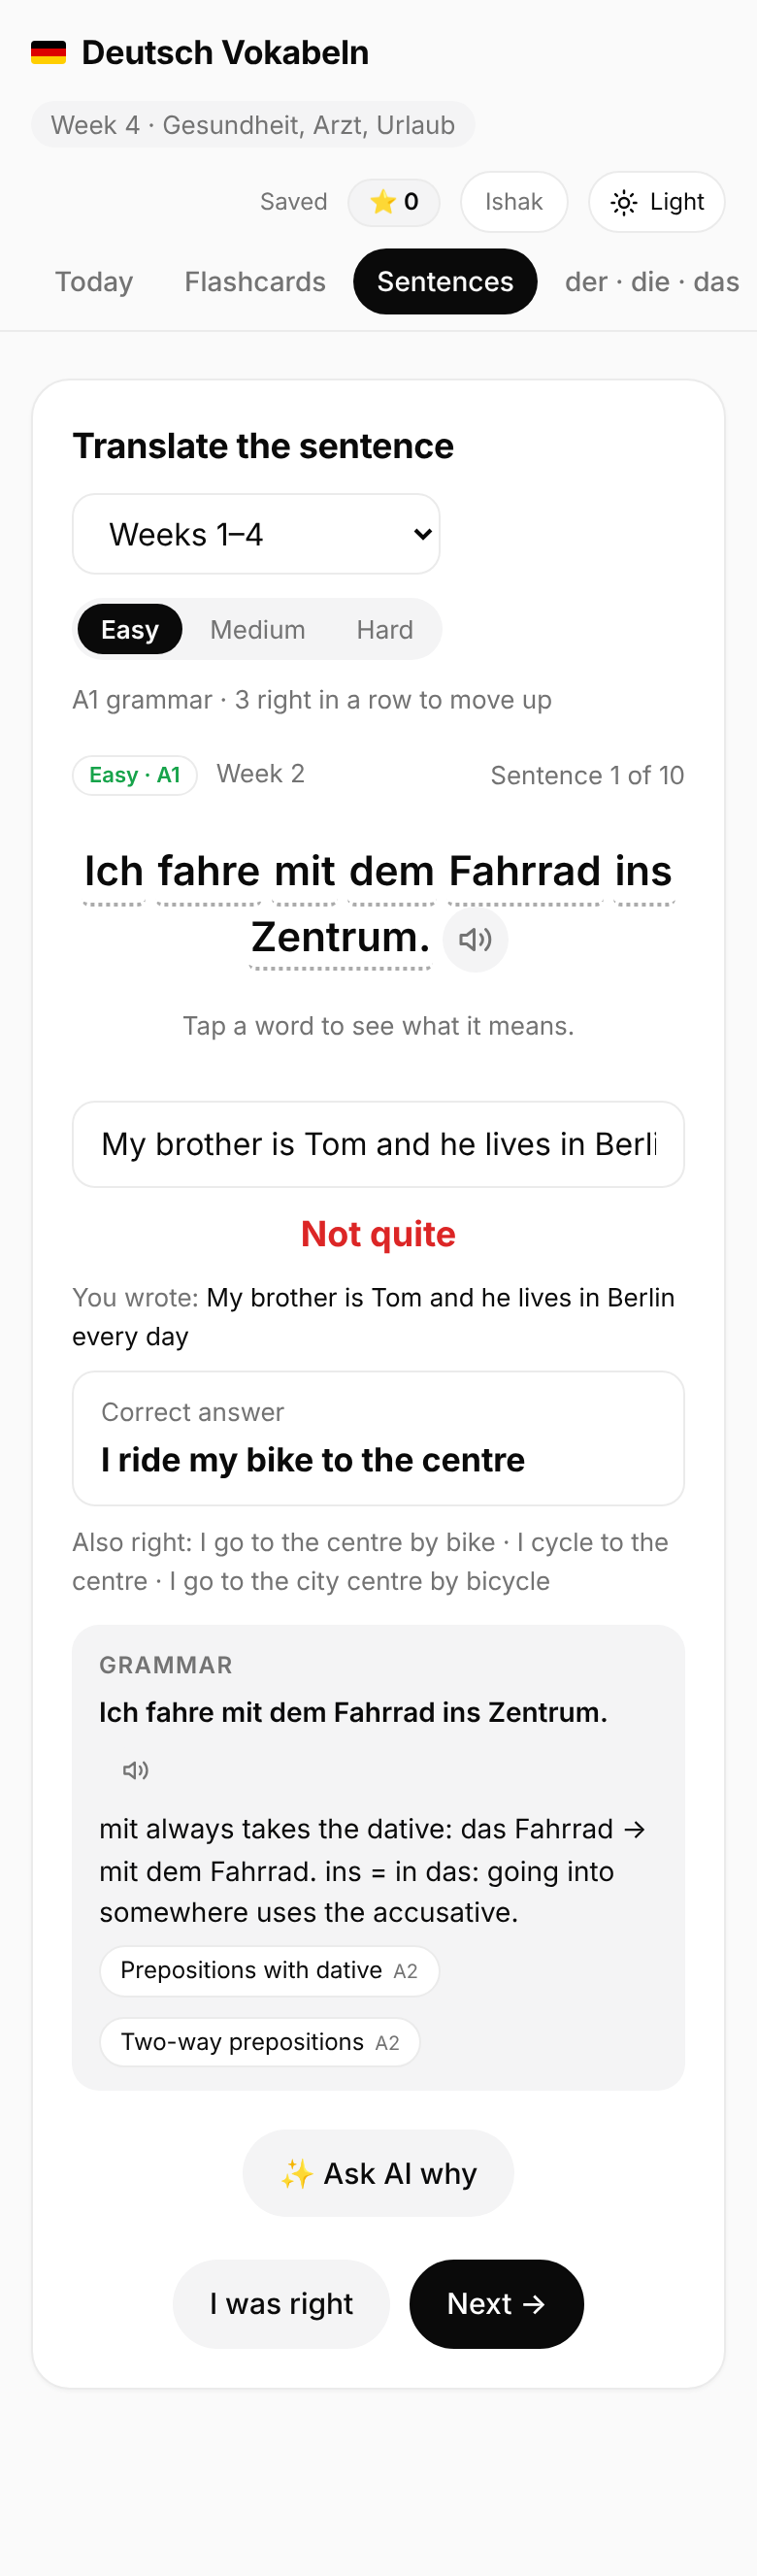 Deutsch Vokabeln
Week 4 · Gesundheit, Arzt, Urlaub
Saved ⭐ 0 Ishak Light
Today Flashcards Sentences der · die · das
Translate the sentence
Weeks 1–4
Easy Medium Hard
A1 grammar · 3 right in a row to move up
Easy · A1 Week 2 Sentence 1 of 10
Ich fahre mit dem Fahrrad ins
Zentrum.
Tap a word to see what it means.
My brother is Tom and he lives in Berli
Not quite
You wrote: My brother is Tom and he lives in Berlin
every day
Correct answer
I ride my bike to the centre
Also right: I go to the centre by bike · I cycle to the
centre · I go to the city centre by bicycle
GRAMMAR
Ich fahre mit dem Fahrrad ins Zentrum.
mit always takes the dative: das Fahrrad →
mit dem Fahrrad. ins = in das: going into
somewhere uses the accusative.
Prepositions with dative A2
Two-way prepositions A2
✨ Ask AI why
I was right Next →